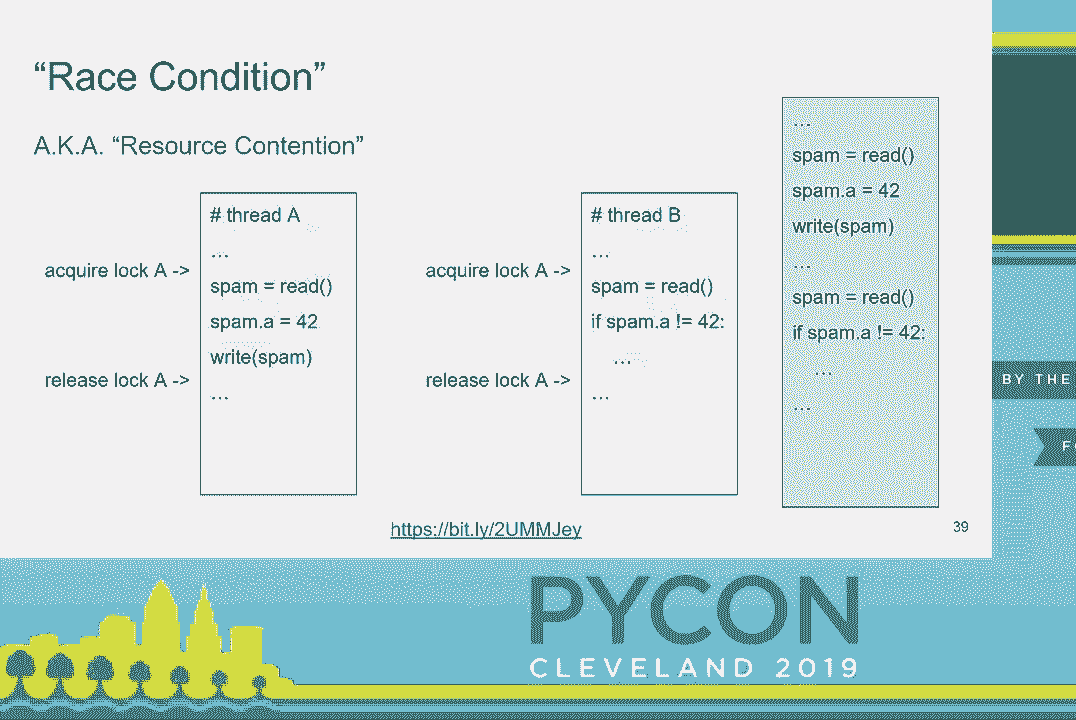 “Race Condition”
A.K.A. “Resource Contention”
# thread A
…
acquire lock A ->
spam = read()
spam.a = 42
write(spam)
release lock A ->
…
# thread B
…
acquire lock A ->
spam = read()
if spam.a != 42:
…
release lock A ->
…
…
spam = read()
spam.a = 42
write(spam)
…
spam = read()
if spam.a != 42:
…
…
https://bit.ly/2UMMJey
39
BY THE
F
PYCON
CLEVELAND 2019